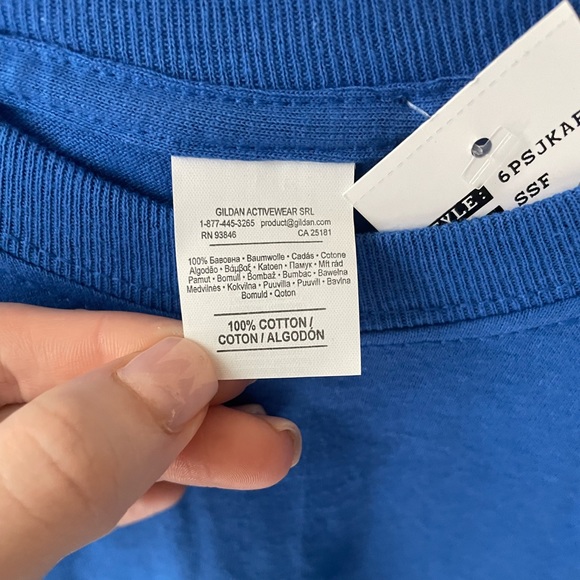 GILDAN ACTIVEWEAR SRL
1-877-445-3265 product@gildan.com
RN 93846 CA 25181
100% Бавовна • Baumwolle • Cadás • Cotone
Algodão • Βάμβαξ • Katoen • Памук • Mīt rād
Pamut • Bomull • Bombaž • Bumbac • Bawełna
Medvilnės • Kokvilna • Puuvilla • Puuvill • Bavlna
Bomuld • Qoton
100% COTTON /
COTON / ALGODÓN
6PSJKAF
SSF